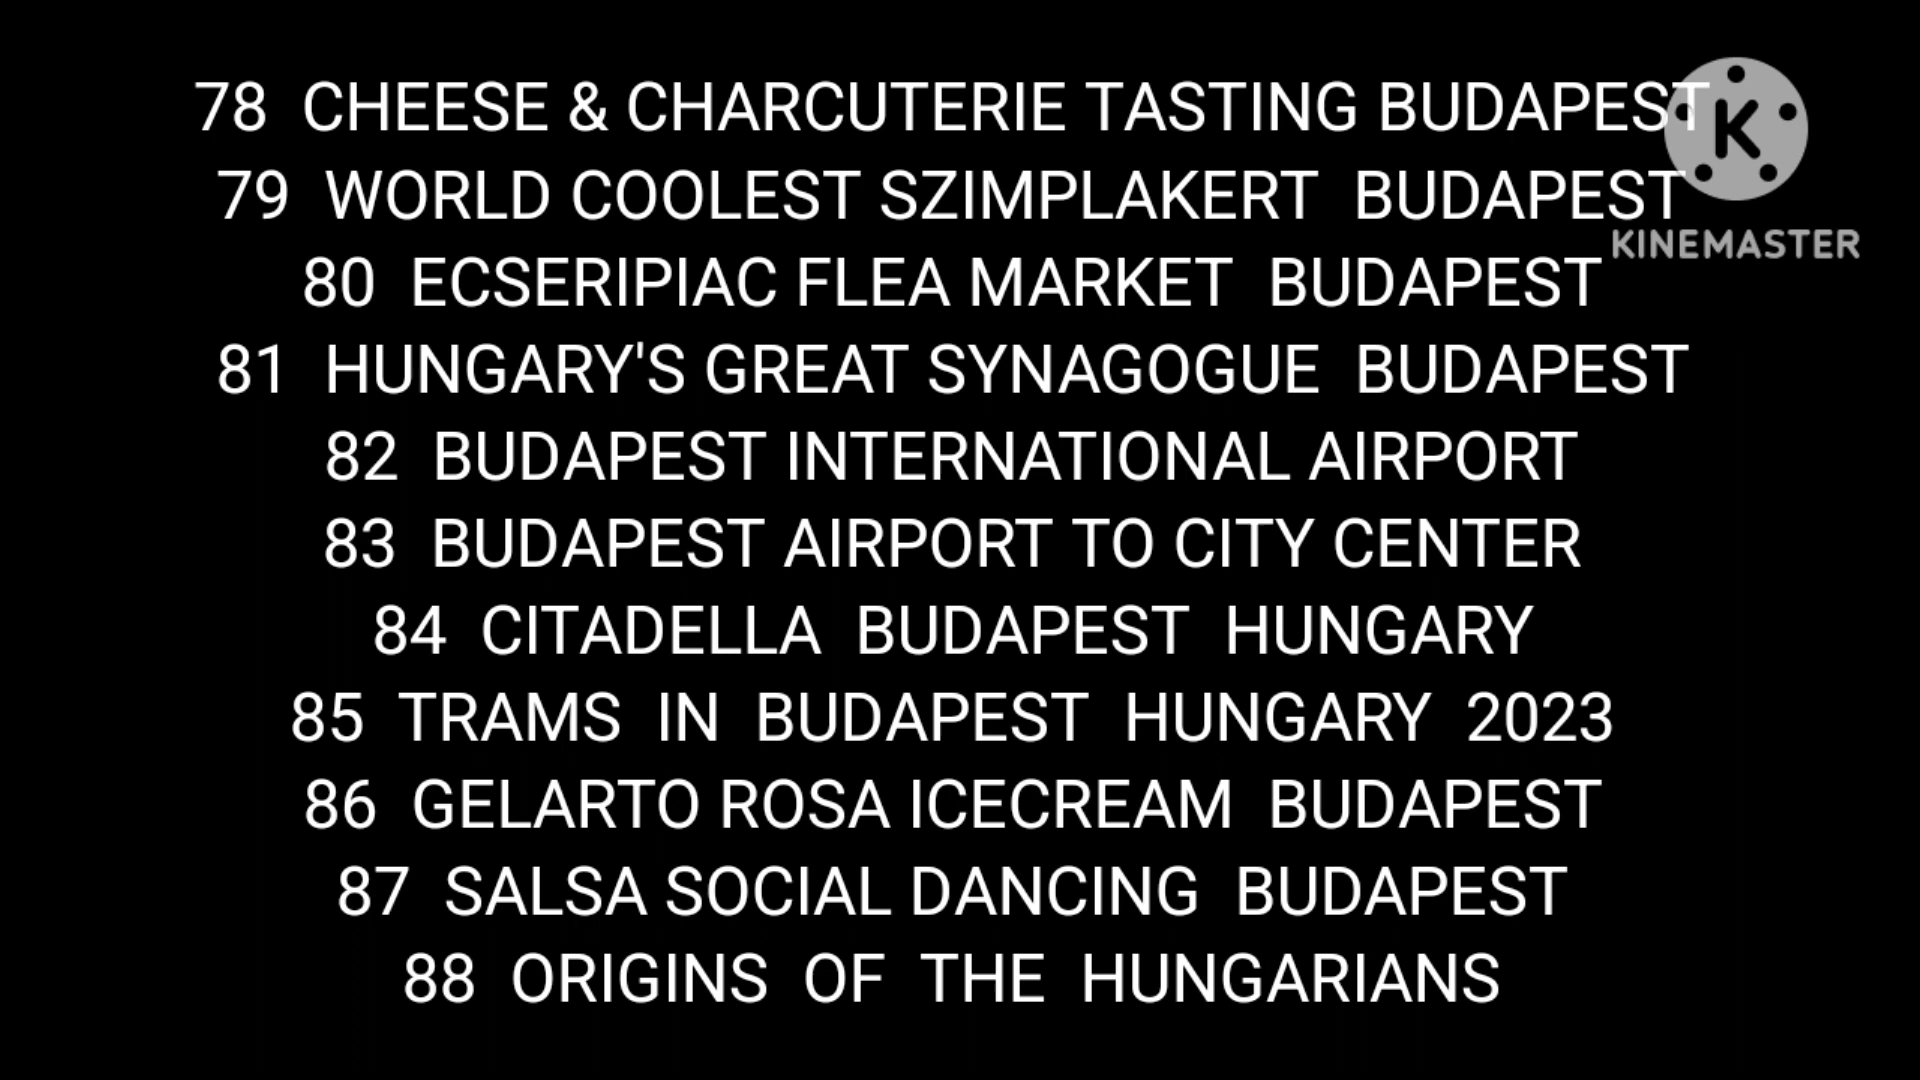 78 CHEESE & CHARCUTERIE TASTING BUDAPEST
79 WORLD COOLEST SZIMPLAKERT BUDAPEST
80 ECSERIPIAC FLEA MARKET BUDAPEST
81 HUNGARY'S GREAT SYNAGOGUE BUDAPEST
82 BUDAPEST INTERNATIONAL AIRPORT
83 BUDAPEST AIRPORT TO CITY CENTER
84 CITADELLA BUDAPEST HUNGARY
85 TRAMS IN BUDAPEST HUNGARY 2023
86 GELARTO ROSA ICECREAM BUDAPEST
87 SALSA SOCIAL DANCING BUDAPEST
88 ORIGINS OF THE HUNGARIANS
K
KINEMASTER